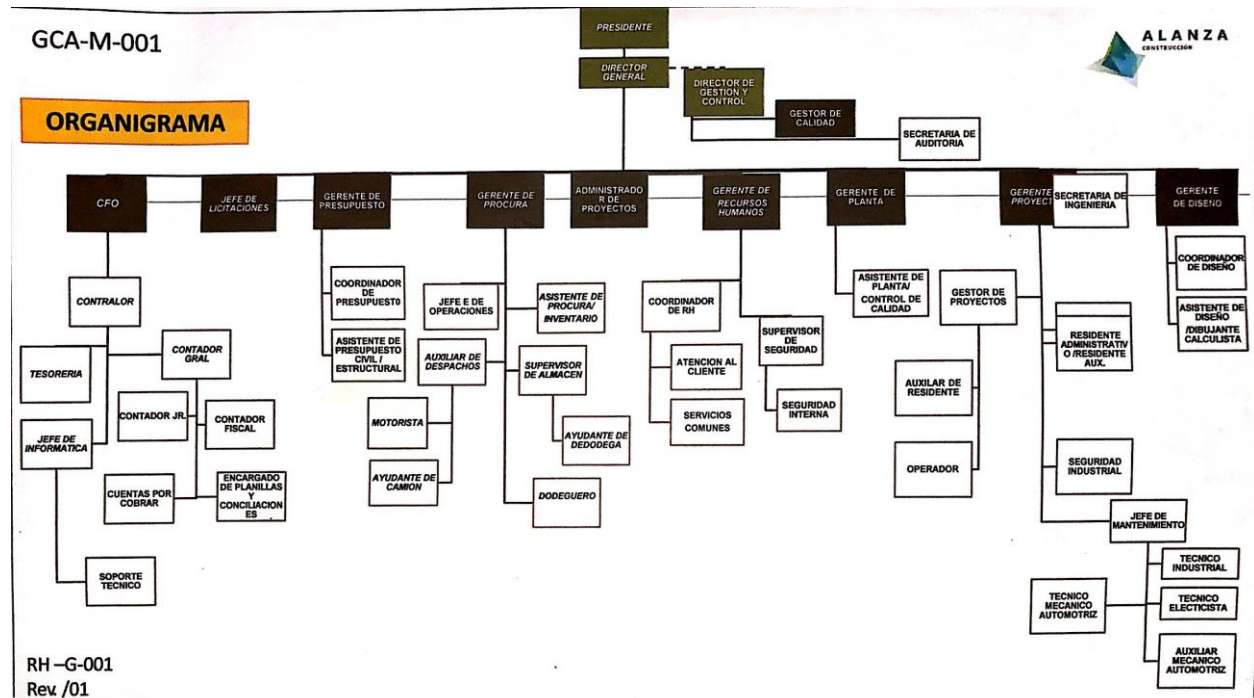 GCA-M-001
PRESIDENTE
ALANZA
CONSTRUCCIÓN
DIRECTOR
GENERAL
DIRECTOR DE
GESTION Y
CONTROL
ORGANIGRAMA
GESTOR DE
CALIDAD
SECRETARIA DE
AUDITORIA
CFO
JEFE DE
LICITACIONES
GERENTE DE
PRESUPUESTO
GERENTE DE
PROCURA
ADMINISTRADO
R DE PROYECTOS
GERENTE DE
RECURSOS
HUMANOS
GERENTE DE
PLANTA
GERENTE
PROYECT
SECRETARIA DE
INGENIERIA
GERENTE
DE DISEÑO
CONTRALOR
TESORERIA
CONTADOR
GRAL
CONTADOR JR.
CONTADOR
FISCAL
JEFE DE
INFORMATICA
CUENTAS POR
COBRAR
ENCARGADO
DE PLANILLAS
Y
CONCILIACION
ES
SOPORTE
TECNICO
COORDINADOR
DE
PRESUPUEST0
ASISTENTE DE
PRESUPUESTO
CIVIL /
ESTRUCTURAL
JEFE E DE
OPERACIONES
ASISTENTE DE
PROCURA/
INVENTARIO
AUXILIAR DE
DESPACHOS
SUPERVISOR
DE ALMACEN
MOTORISTA
AYUDANTE DE
DEDODEGA
AYUDANTE DE
CAMION
DODEGUERO
COORDINADOR
DE RH
SUPERVISOR
DE
SEGURIDAD
ATENCION AL
CLIENTE
SERVICIOS
COMUNES
SEGURIDAD
INTERNA
ASISTENTE DE
PLANTA/
CONTROL DE
CALIDAD
GESTOR DE
PROYECTOS
RESIDENTE
ADMINISTRATIV
O /RESIDENTE
AUX.
AUXILAR DE
RESIDENTE
OPERADOR
SEGURIDAD
INDUSTRIAL
JEFE DE
MANTENIMIENTO
TECNICO
INDUSTRIAL
TECNICO
MECANICO
AUTOMOTRIZ
TECNICO
ELECTICISTA
AUXILIAR
MECANICO
AUTOMOTRIZ
COORDINADOR
DE DISEÑO
ASISTENTE DE
DISEÑO
/DIBUJANTE
CALCULISTA
RH –G-001
Rev. /01